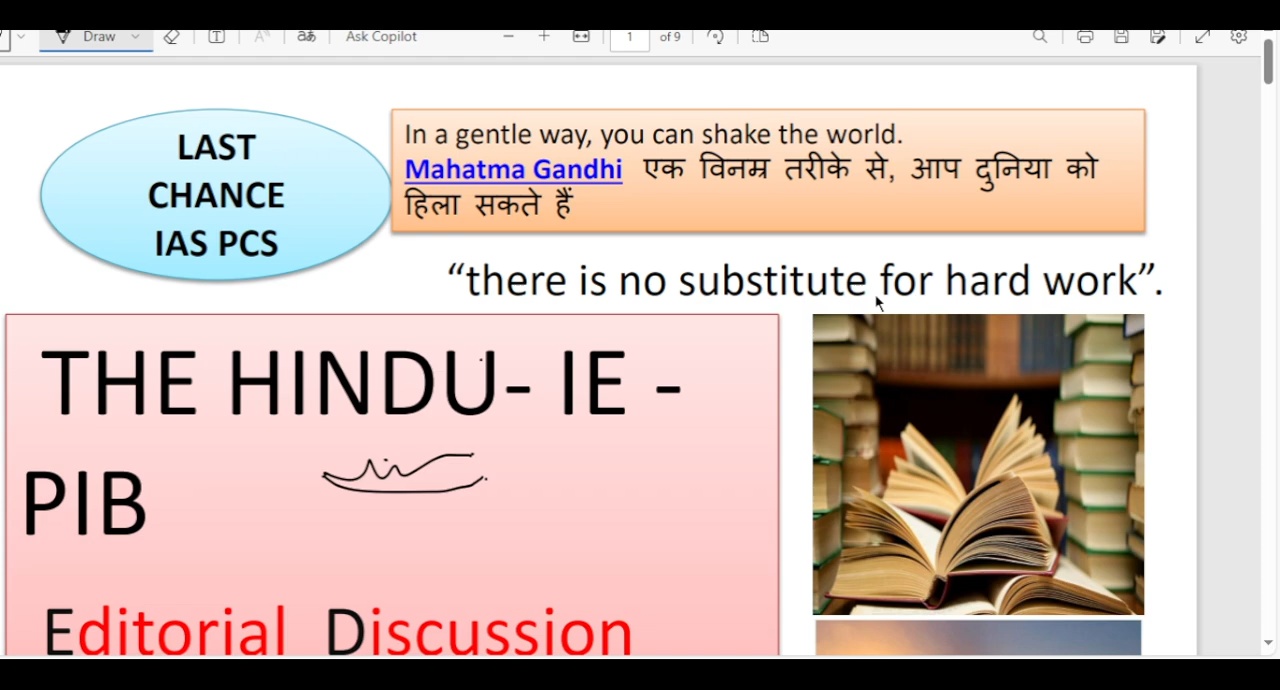 Draw
Ask Copilot
1 of 9
LAST
CHANCE
IAS PCS
In a gentle way, you can shake the world.
Mahatma Gandhi एक विनम्र तरीके से, आप दुनिया को
हिला सकते हैं
“there is no substitute for hard work”.
THE HINDU- IE -
PIB
Editorial Discussion